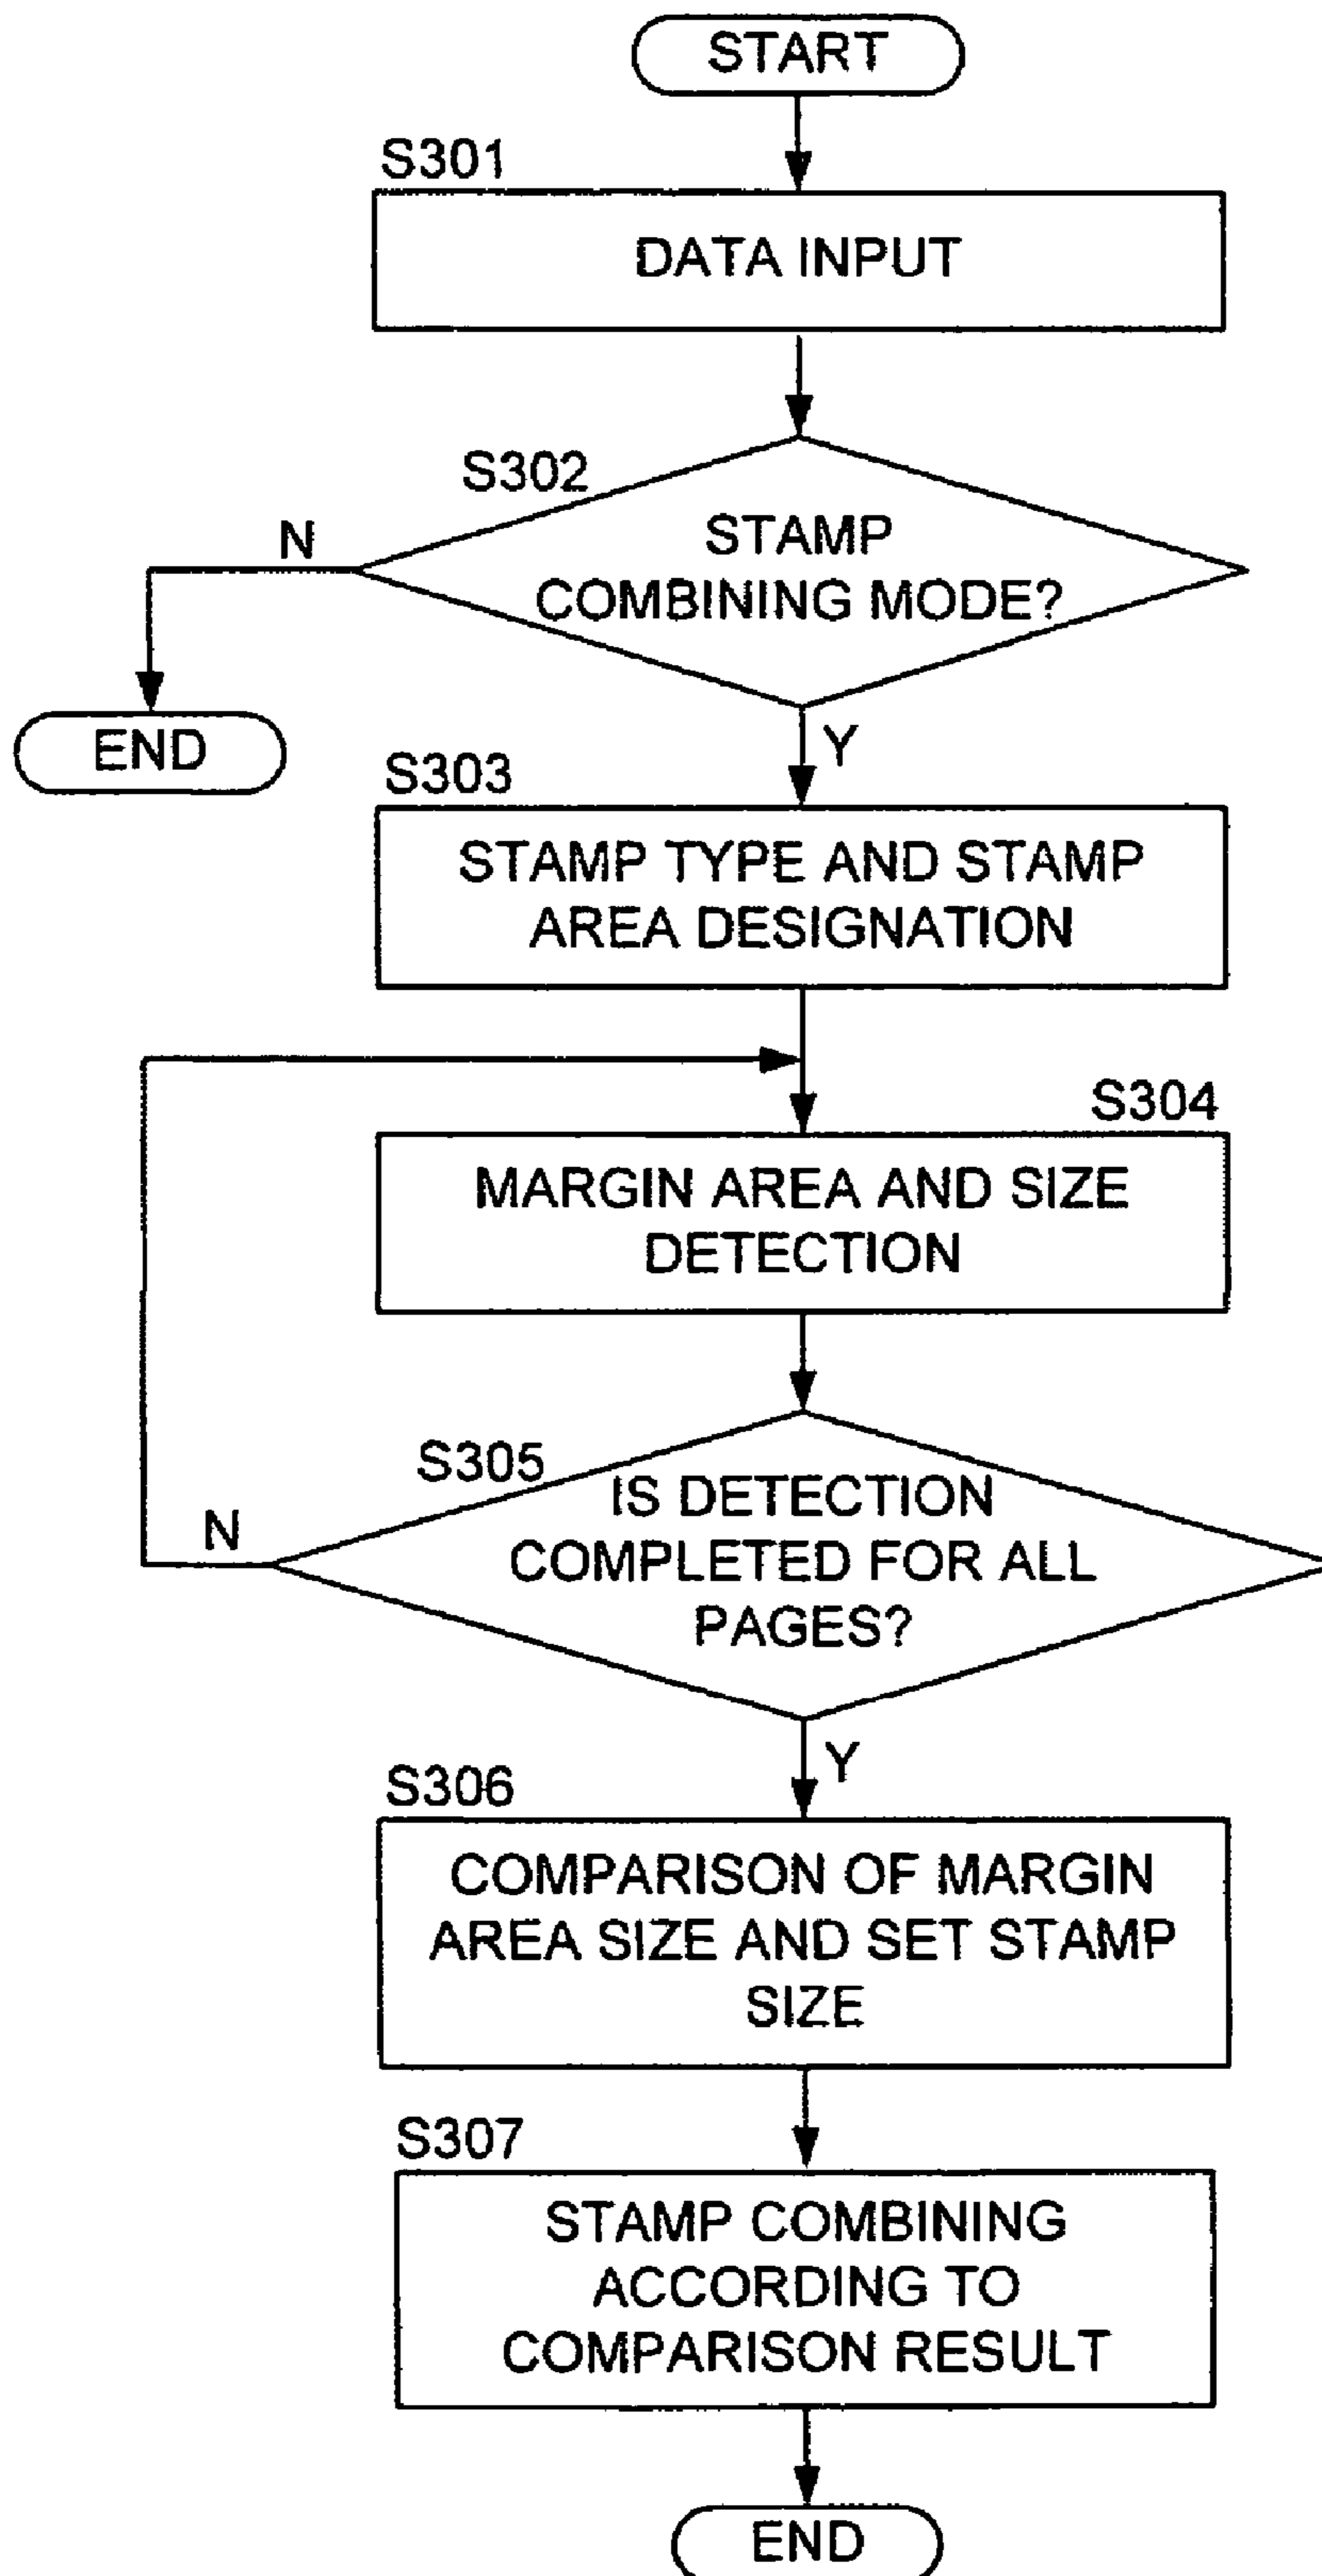 START
S301
DATA INPUT
S302
N
STAMP
COMBINING MODE?
END
Y
S303
STAMP TYPE AND STAMP
AREA DESIGNATION
S304
MARGIN AREA AND SIZE
DETECTION
S305
N
IS DETECTION
COMPLETED FOR ALL
PAGES?
Y
S306
COMPARISON OF MARGIN
AREA SIZE AND SET STAMP
SIZE
S307
STAMP COMBINING
ACCORDING TO
COMPARISON RESULT
END